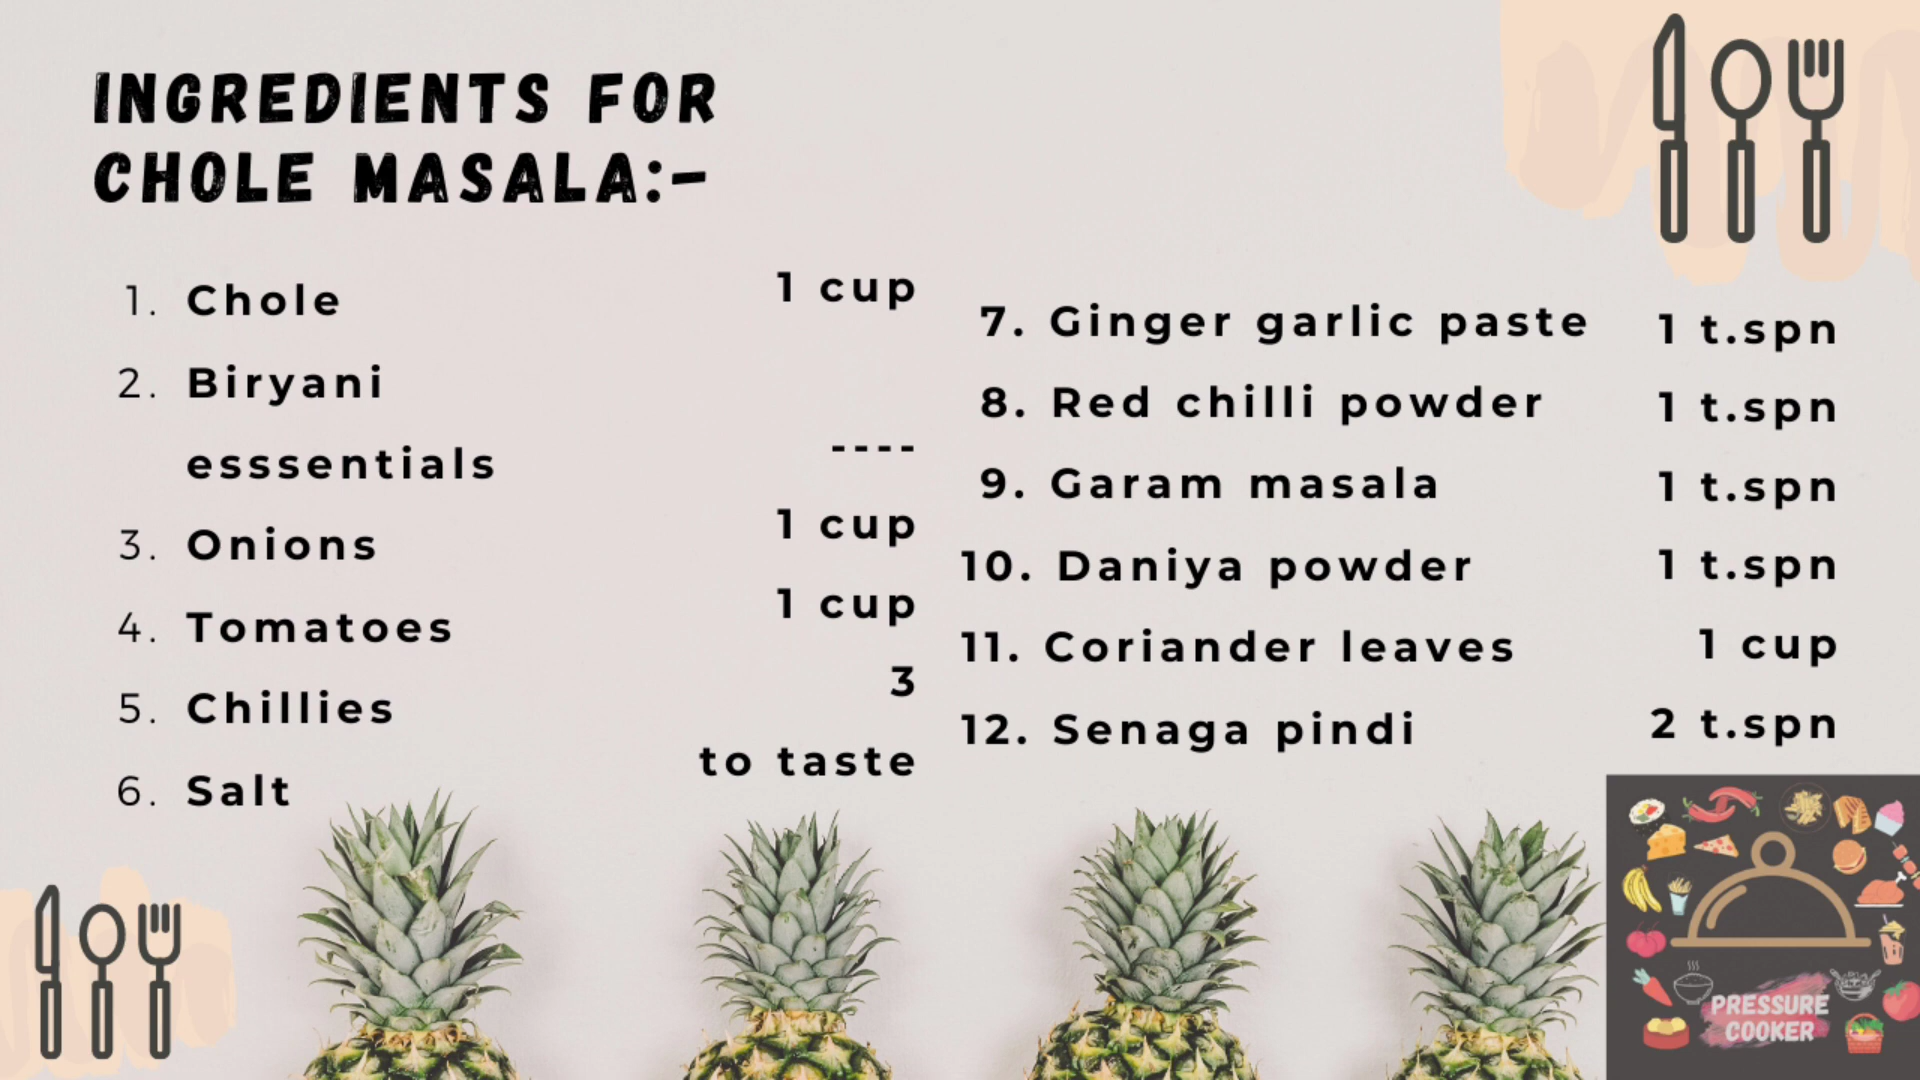 INGREDIENTS FOR
CHOLE MASALA:-
1. Chole 1 cup
2. Biryani
esssentials ----
3. Onions 1 cup
4. Tomatoes 1 cup
5. Chillies 3
6. Salt to taste
7. Ginger garlic paste 1 t.spn
8. Red chilli powder 1 t.spn
9. Garam masala 1 t.spn
10. Daniya powder 1 t.spn
11. Coriander leaves 1 cup
12. Senaga pindi 2 t.spn
PRESSURE
COOKER